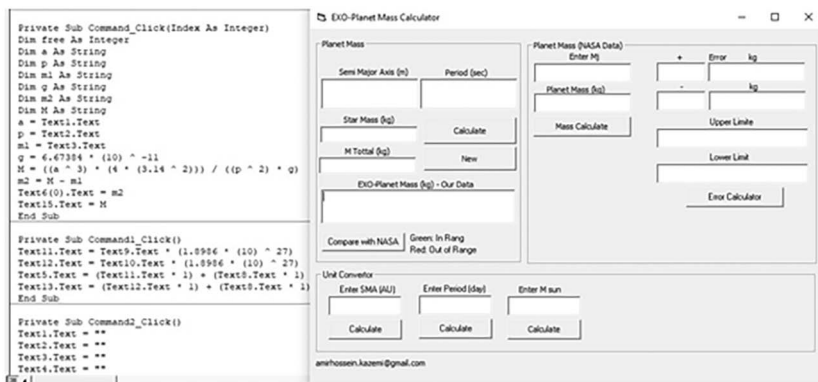 Private Sub Command_Click(Index As Integer)
Dim free As Integer
Dim a As String
Dim p As String
Dim m1 As String
Dim g As String
Dim m2 As String
Dim M As String
a = Text1.Text
p = Text2.Text
m1 = Text3.Text
g = 6.67384 * (10) ^ -11
M = ((a ^ 3) * (4 * (3.14 ^ 2))) / ((p ^ 2) * g)
m2 = M - m1
Text6(0).Text = m2
Text15.Text = M
End Sub
Private Sub Command1_Click()
Text11.Text = Text9.Text * (1.8986 * (10) ^ 27)
Text12.Text = Text10.Text * (1.8986 * (10) ^ 27)
Text5.Text = (Text11.Text * 1) + (Text8.Text * 1)
Text13.Text = (Text12.Text * 1) + (Text8.Text * 1)
End Sub
Private Sub Command2_Click()
Text1.Text = ""
Text2.Text = ""
Text3.Text = ""
Text4.Text = ""
EXO-Planet Mass Calculator
Planet Mass
Semi Major Axis (m) Period (sec)
Star Mass (kg)
Calculate
M Tottal (kg)
New
EXO-Planet Mass (kg) - Our Data
Compare with NASA
Green: In Rang
Red: Out of Range
Planet Mass (NASA Data)
Enter Mj
Planet Mass (kg)
Mass Calculate
+ Error kg
- kg
Upper Limite
Lower Limit
Error Calculator
Unit Convertor
Enter SMA (AU) Enter Period (day) Enter M sun
Calculate Calculate Calculate
amirhossein.kazemi@gmail.com